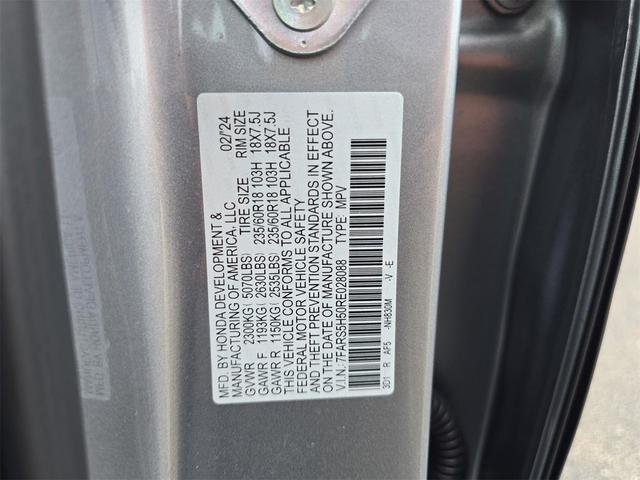 MFD. BY HONDA DEVELOPMENT &
MANUFACTURING OF AMERICA, LLC 02/'24
GVWR 2300KG( 5070LBS) TIRE SIZE RIM SIZE
GAWR F 1193KG( 2630LBS) 235/60R18 103H 18X7.5J
GAWR R 1150KG( 2535LBS) 235/60R18 103H 18X7.5J
THIS VEHICLE CONFORMS TO ALL APPLICABLE
FEDERAL MOTOR VEHICLE SAFETY
AND THEFT PREVENTION STANDARDS IN EFFECT
ON THE DATE OF MANUFACTURE SHOWN ABOVE.
V.I.N.:7FARS5H50RE028088 TYPE: MPV
3D1 R AF5 -NH830M -V -E